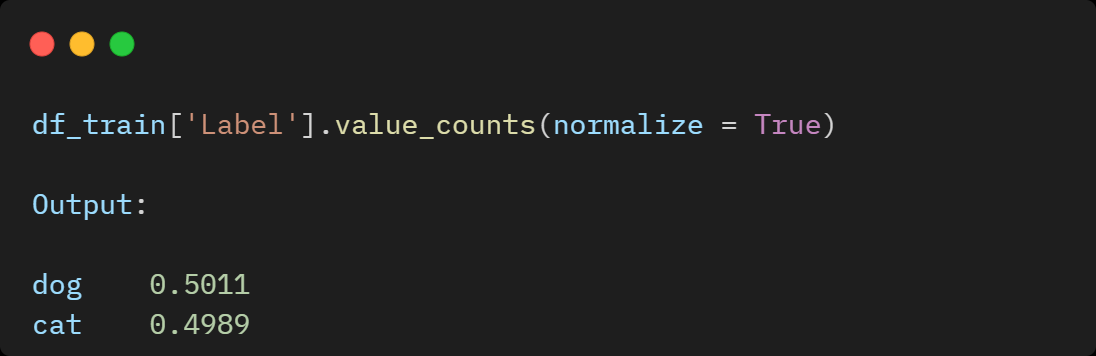 df_train['Label'].value_counts(normalize = True)
Output:
dog    0.5011
cat    0.4989